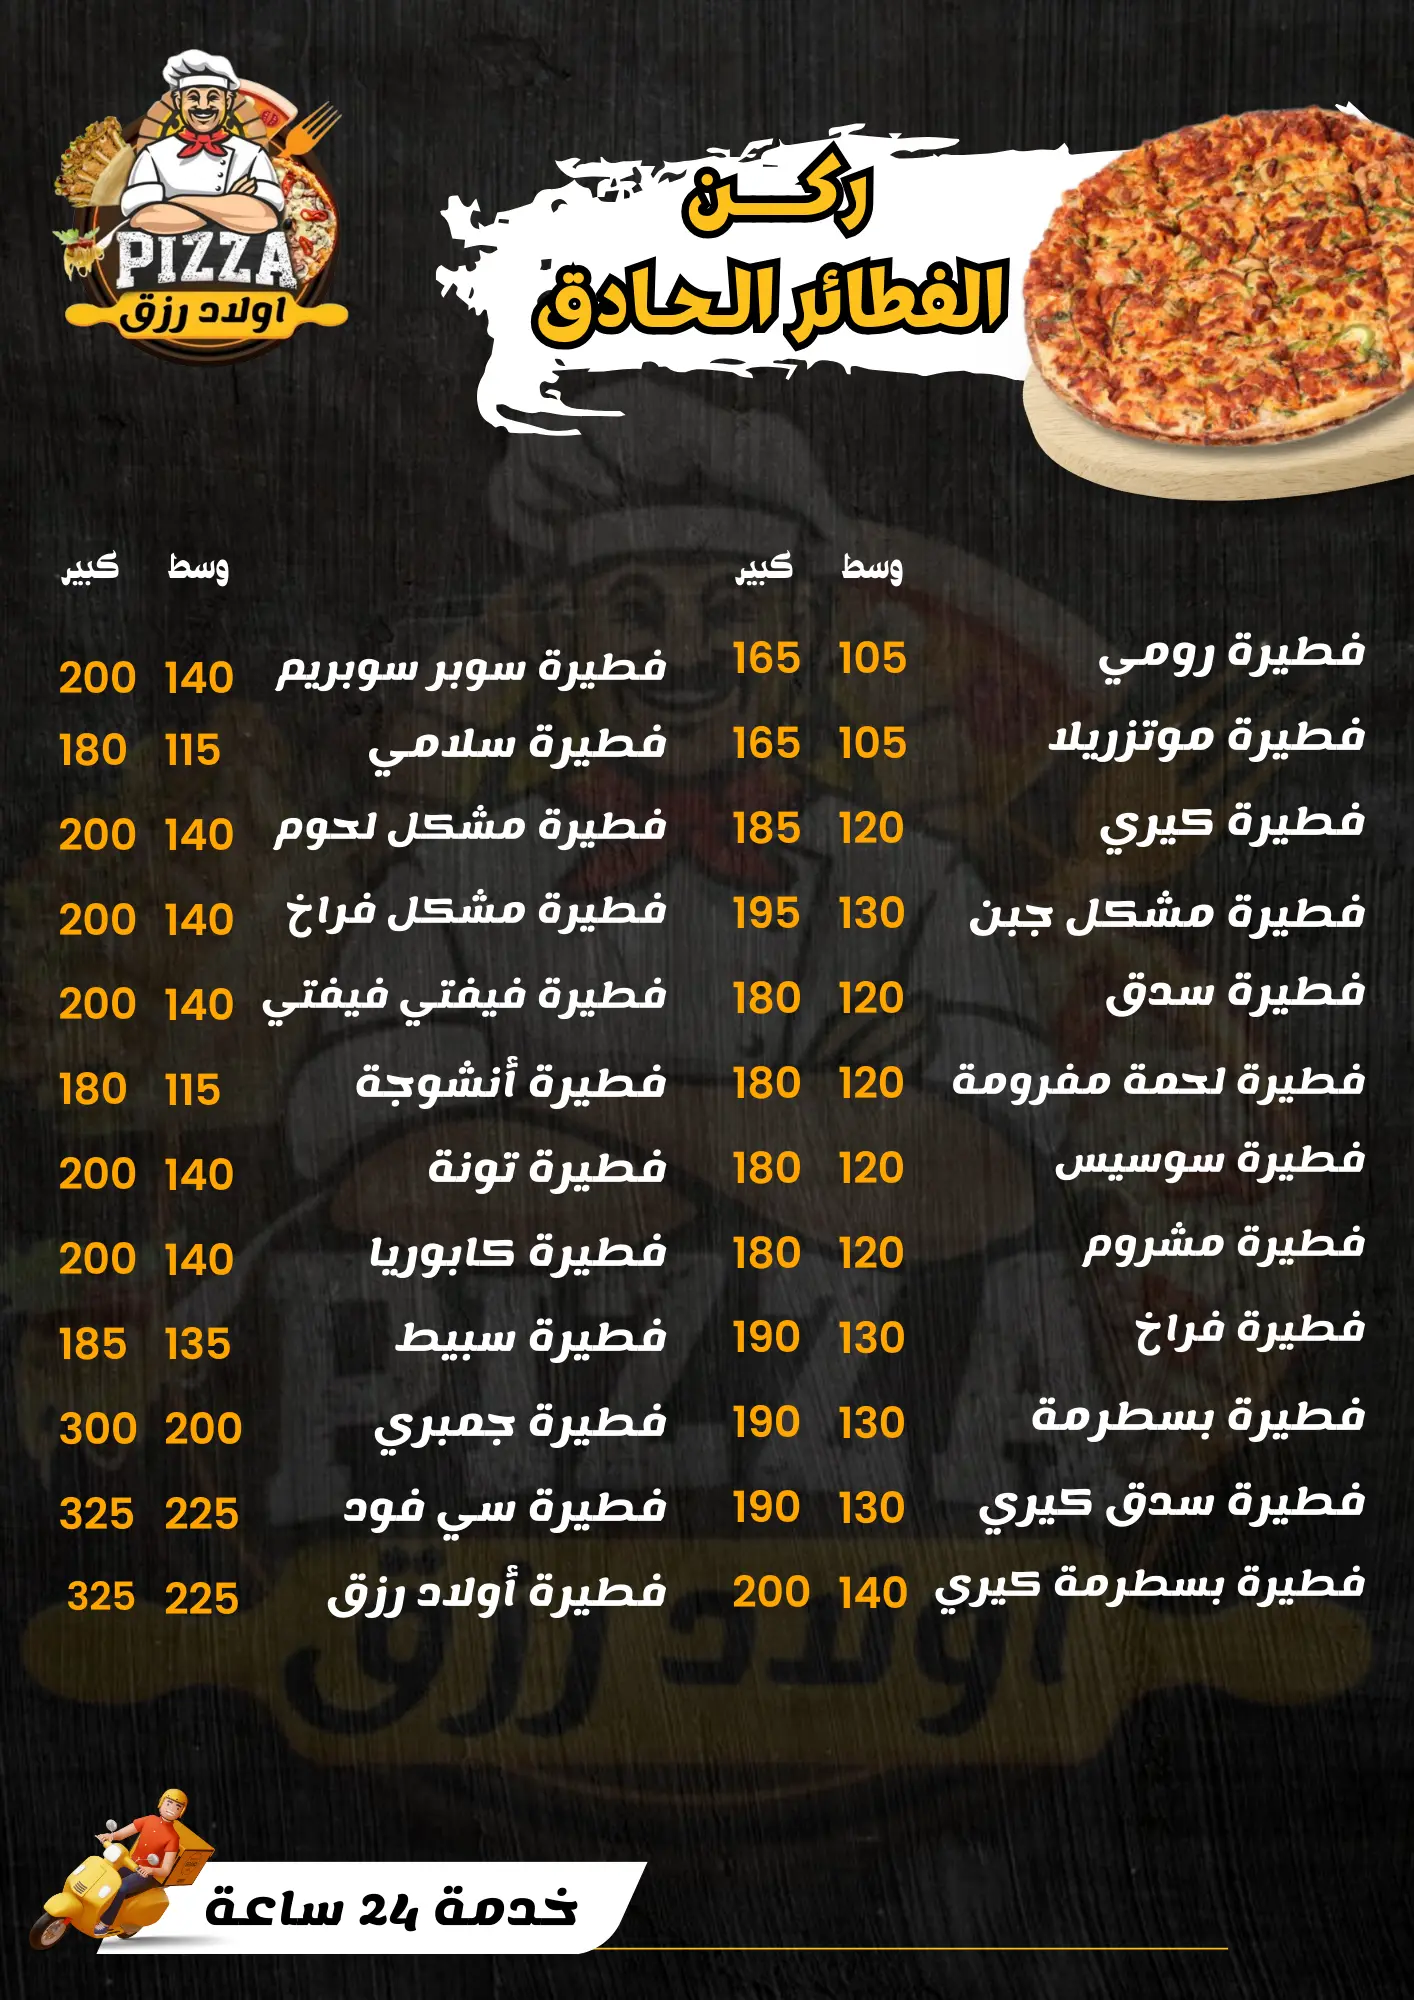 PIZZA
اولاد رزق
ركن
الفطائر الحادق
وسط كبير
فطيرة رومي 105 165
فطيرة موتزريلا 105 165
فطيرة كيري 120 185
فطيرة مشكل جبن 130 195
فطيرة سدق 120 180
فطيرة لحمة مفرومة 120 180
فطيرة سوسيس 120 180
فطيرة مشروم 120 180
فطيرة فراخ 130 190
فطيرة بسطرمة 130 190
فطيرة سدق كيري 130 190
فطيرة بسطرمة كيري 140 200
وسط كبير
فطيرة سوبر سوبريم 140 200
فطيرة سلامي 115 180
فطيرة مشكل لحوم 140 200
فطيرة مشكل فراخ 140 200
فطيرة فيفتي فيفتي 140 200
فطيرة أنشوجة 115 180
فطيرة تونة 140 200
فطيرة كابوريا 140 200
فطيرة سبيط 135 185
فطيرة جمبري 200 300
فطيرة سي فود 225 325
فطيرة أولاد رزق 225 325
PIZZA
اولاد رزق
خدمة 24 ساعة